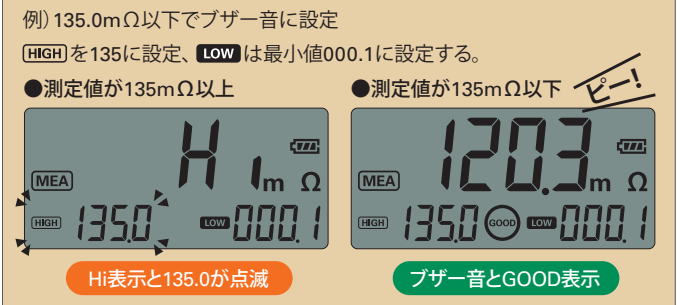 例）135.0mΩ以下でブザー音に設定
HIGHを135に設定、LOWは最小値000.1に設定する。
●測定値が135mΩ以上
●測定値が135mΩ以下
ピー！
Hi mΩ
MEA
HIGH 135.0 LOW 000.1
120.3 mΩ
MEA
HIGH 135.0 GOOD LOW 000.1
Hi表示と135.0が点滅
ブザー音とGOOD表示